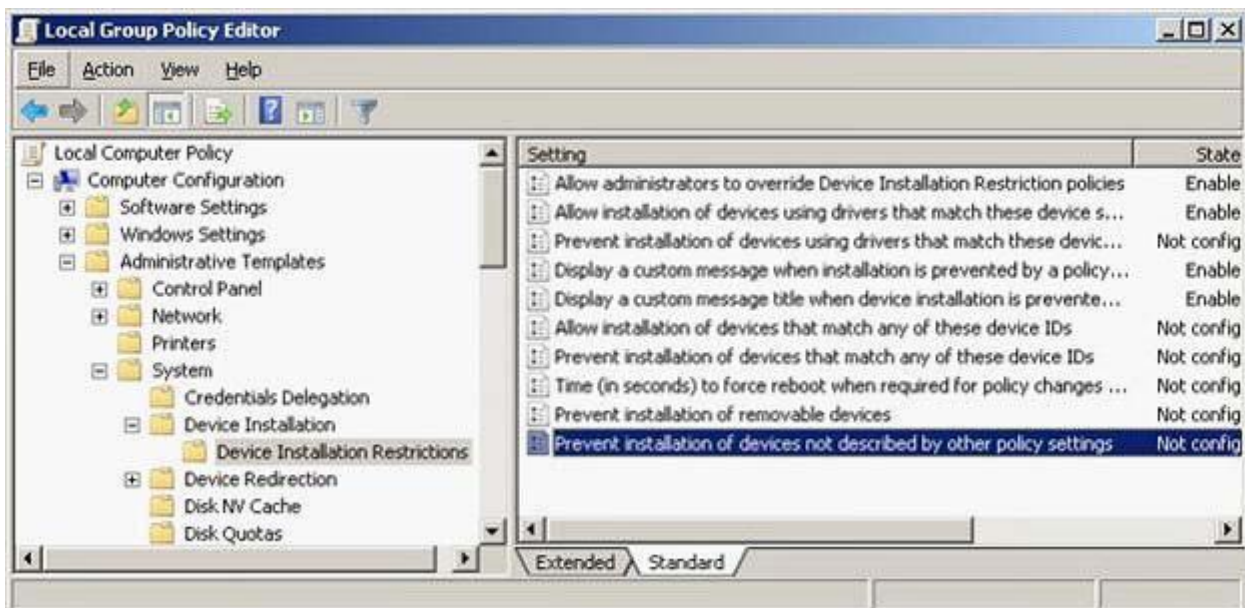 Local Group Policy Editor
File Action View Help
Local Computer Policy
Computer Configuration
Software Settings
Windows Settings
Administrative Templates
Control Panel
Network
Printers
System
Credentials Delegation
Device Installation
Device Installation Restrictions
Device Redirection
Disk NV Cache
Disk Quotas
Setting State
Allow administrators to override Device Installation Restriction policies Enable
Allow installation of devices using drivers that match these device s... Enable
Prevent installation of devices using drivers that match these devic... Not config
Display a custom message when installation is prevented by a policy... Enable
Display a custom message title when device installation is prevente... Enable
Allow installation of devices that match any of these device IDs Not config
Prevent installation of devices that match any of these device IDs Not config
Time (in seconds) to force reboot when required for policy changes ... Not config
Prevent installation of removable devices Not config
Prevent installation of devices not described by other policy settings Not config
Extended Standard